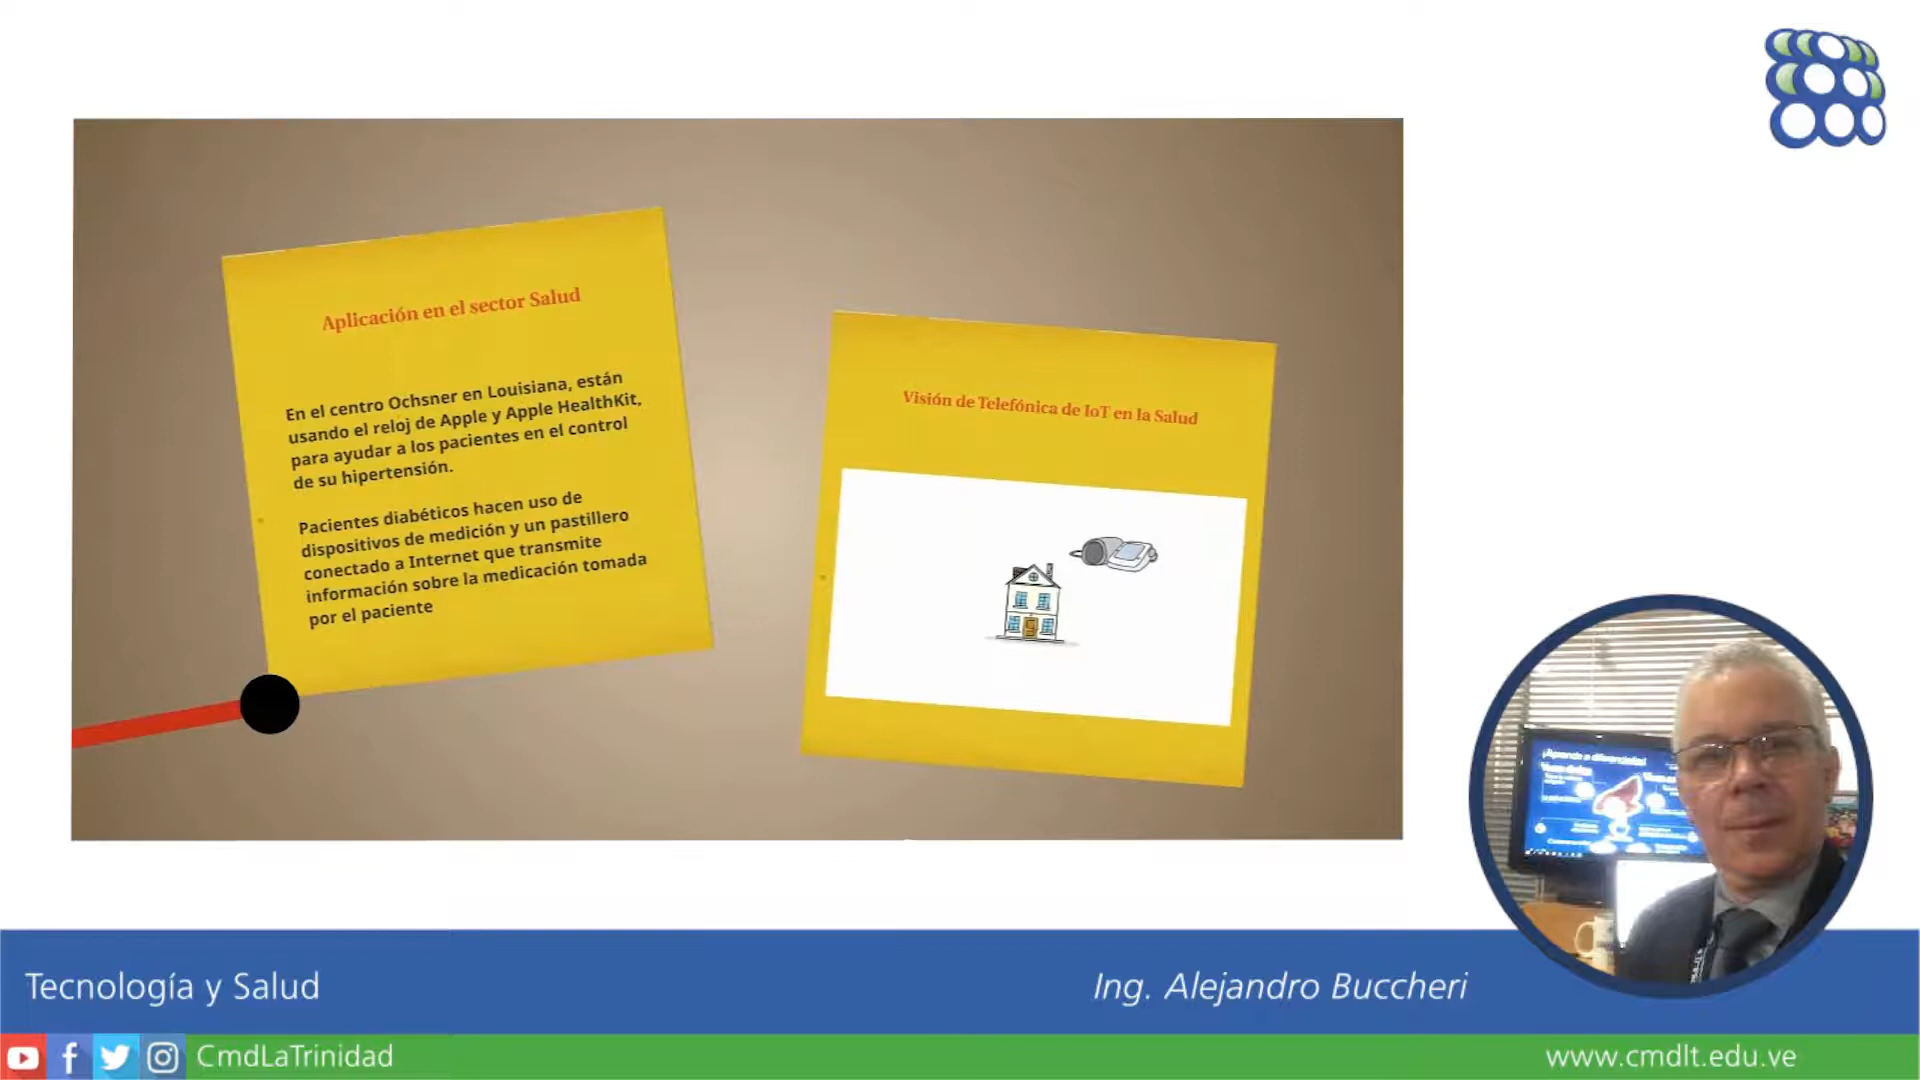 Aplicación en el sector Salud
En el centro Ochsner en Louisiana, están
usando el reloj de Apple y Apple HealthKit,
para ayudar a los pacientes en el control
de su hipertensión.
Pacientes diabéticos hacen uso de
dispositivos de medición y un pastillero
conectado a Internet que transmite
información sobre la medicación tomada
por el paciente
Visión de Telefónica de IoT en la Salud
¡Aprende a diferenciarlos!
Tecnología y Salud
Ing. Alejandro Buccheri
CmdLaTrinidad
www.cmdlt.edu.ve